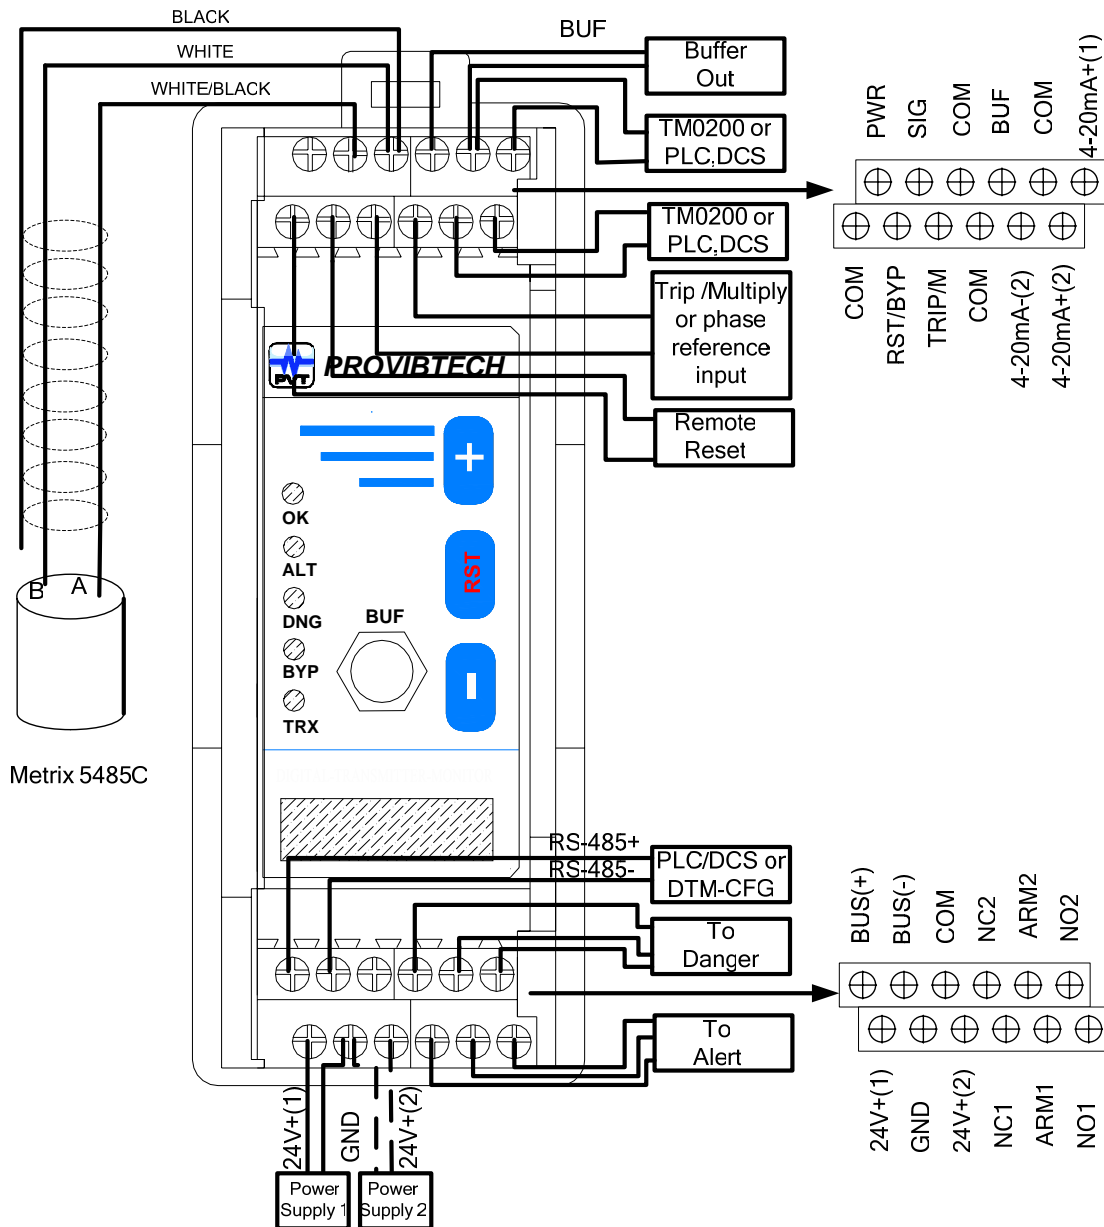 BLACK
WHITE
WHITE/BLACK
BUF
Buffer
Out
TM0200 or
PLC,DCS
TM0200 or
PLC,DCS
Trip /Multiply
or phase
reference
input
Remote
Reset
PWR
SIG
COM
BUF
COM
4-20mA+(1)
COM
RST/BYP
TRIP/M
COM
4-20mA-(2)
4-20mA+(2)
PVT
PROVIBTECH
+
OK
ALT
DNG
BYP
TRX
BUF
RST
-
B
A
Metrix 5485C
RS-485+
RS-485-
PLC/DCS or
DTM-CFG
To
Danger
To
Alert
BUS(+)
BUS(-)
COM
NC2
ARM2
NO2
24V+(1)
GND
24V+(2)
NC1
ARM1
NO1
24V+(1)
GND
24V+(2)
Power
Supply 1
Power
Supply 2